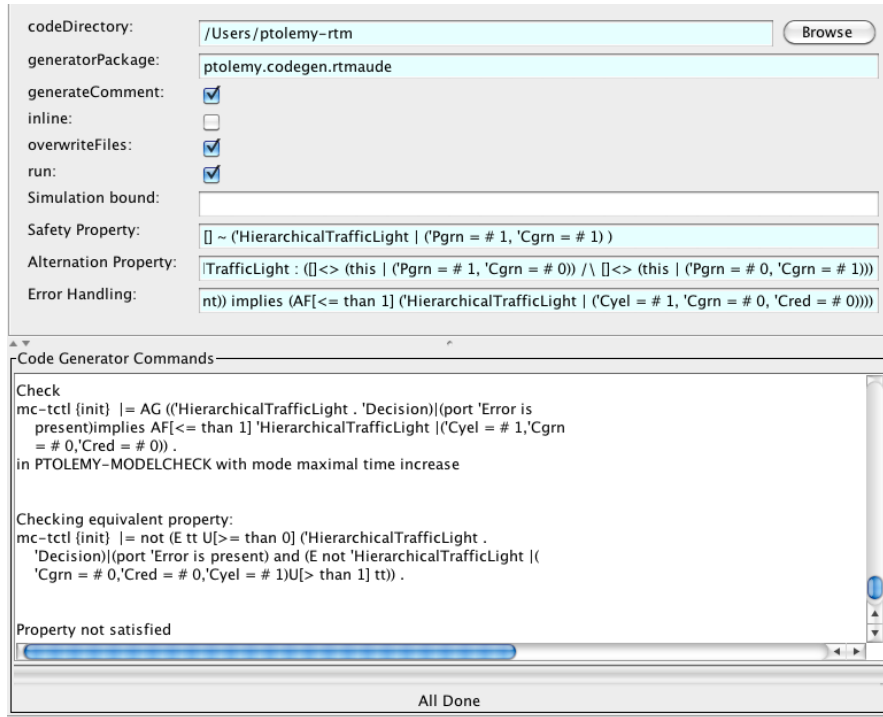 codeDirectory: /Users/ptolemy-rtm Browse
generatorPackage: ptolemy.codegen.rtmaude
generateComment:
inline:
overwriteFiles:
run:
Simulation bound:
Safety Property: [] ~ ('HierarchicalTrafficLight | ('Pgrn = # 1, 'Cgrn = # 1) )
Alternation Property: TrafficLight : ([]<> (this | ('Pgrn = # 1, 'Cgrn = # 0)) /\ []<> (this | ('Pgrn = # 0, 'Cgrn = # 1)))
Error Handling: nt)) implies (AF[<= than 1] ('HierarchicalTrafficLight | ('Cyel = # 1, 'Cgrn = # 0, 'Cred = # 0))))
Code Generator Commands
Check
mc-tctl {init} |= AG (('HierarchicalTrafficLight . 'Decision)|(port 'Error is
present)implies AF[<= than 1] 'HierarchicalTrafficLight |('Cyel = # 1,'Cgrn
= # 0,'Cred = # 0)) .
in PTOLEMY-MODELCHECK with mode maximal time increase
Checking equivalent property:
mc-tctl {init} |= not (E tt U[>= than 0] ('HierarchicalTrafficLight .
'Decision)|(port 'Error is present) and (E not 'HierarchicalTrafficLight |(
'Cgrn = # 0,'Cred = # 0,'Cyel = # 1)U[> than 1] tt)) .
Property not satisfied
All Done